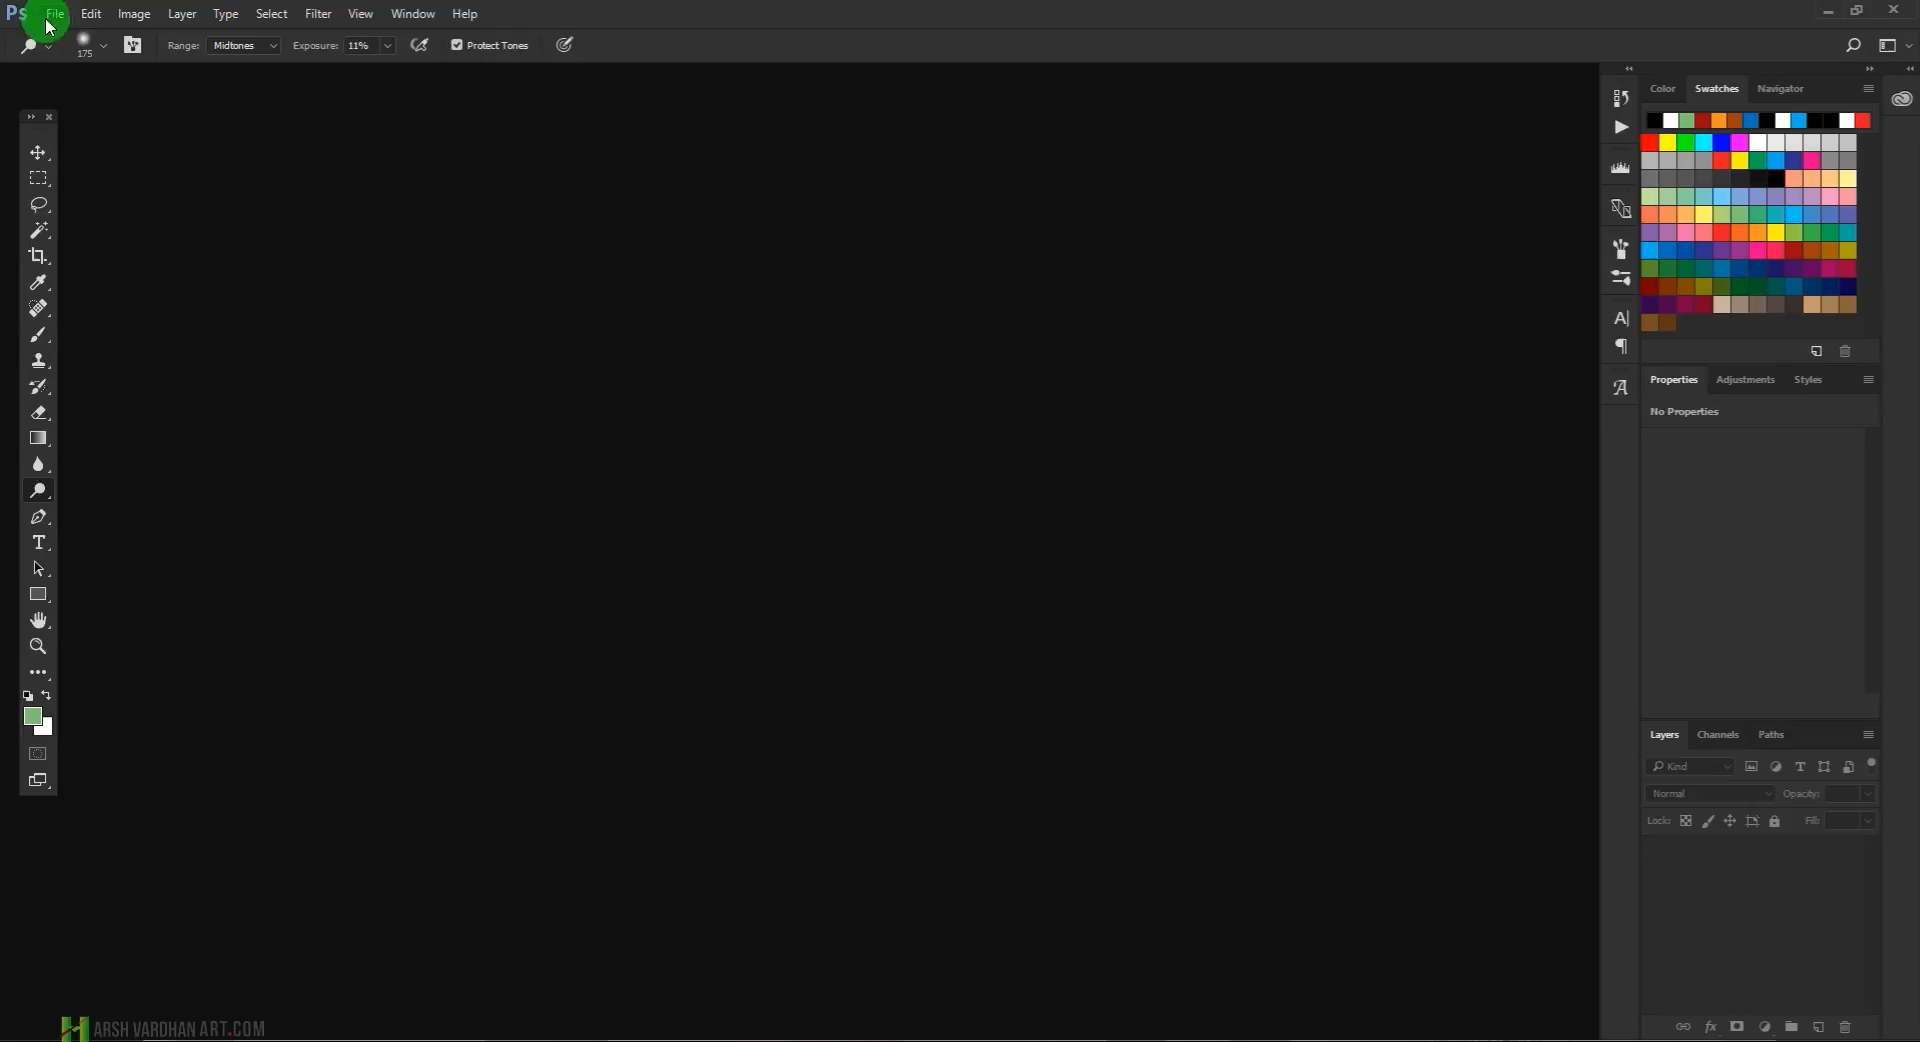 Ps File Edit Image Layer Type Select Filter View Window Help
175 Range: Midtones Exposure: 11% Protect Tones
Color Swatches Navigator
Properties Adjustments Styles
No Properties
Layers Channels Paths
Kind
Normal Opacity:
Lock: Fill:
HARSH VARDHAN ART.COM